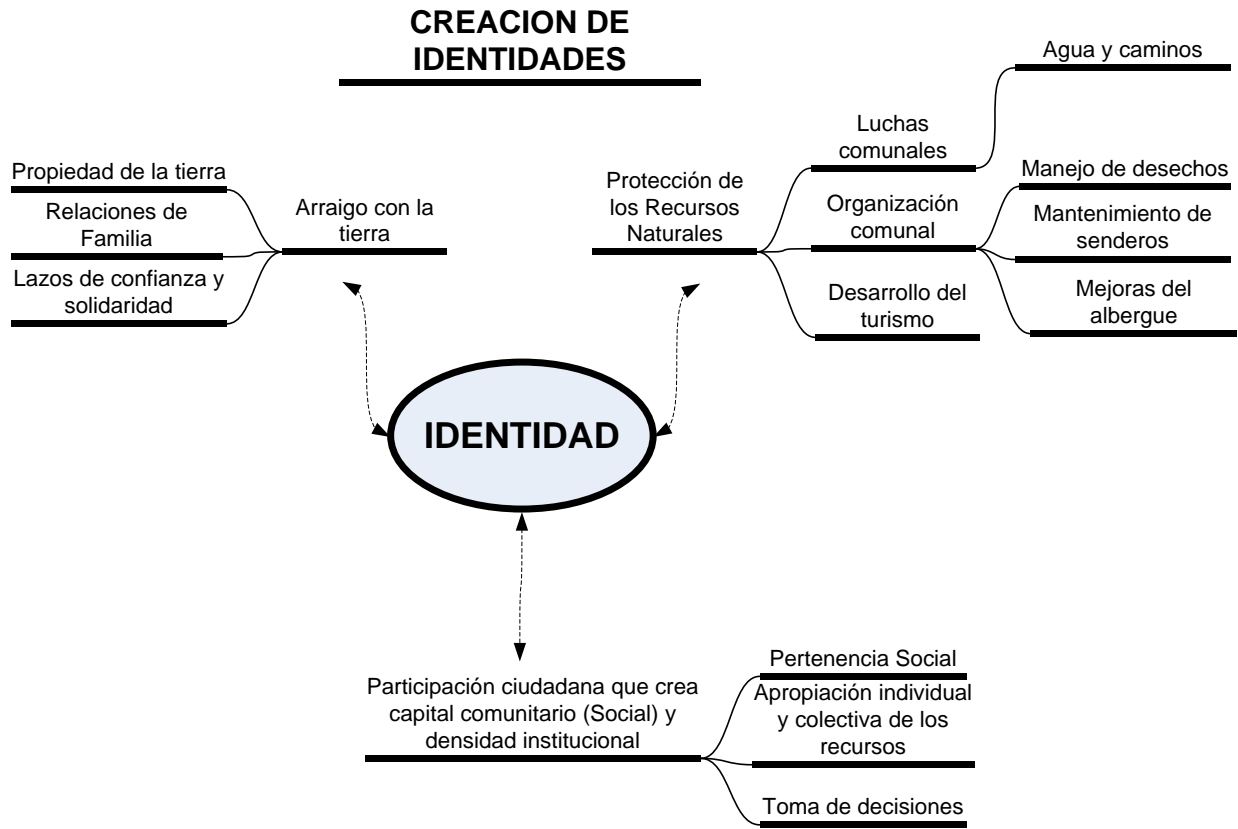 CREACION DE
IDENTIDADES
Propiedad de la tierra
Relaciones de
Familia
Lazos de confianza y
solidaridad
Arraigo con la
tierra
Protección de
los Recursos
Naturales
Luchas
comunales
Organización
comunal
Desarrollo del
turismo
Agua y caminos
Manejo de desechos
Mantenimiento de
senderos
Mejoras del
albergue
IDENTIDAD
Participación ciudadana que crea
capital comunitario (Social) y
densidad institucional
Pertenencia Social
Apropiación individual
y colectiva de los
recursos
Toma de decisiones